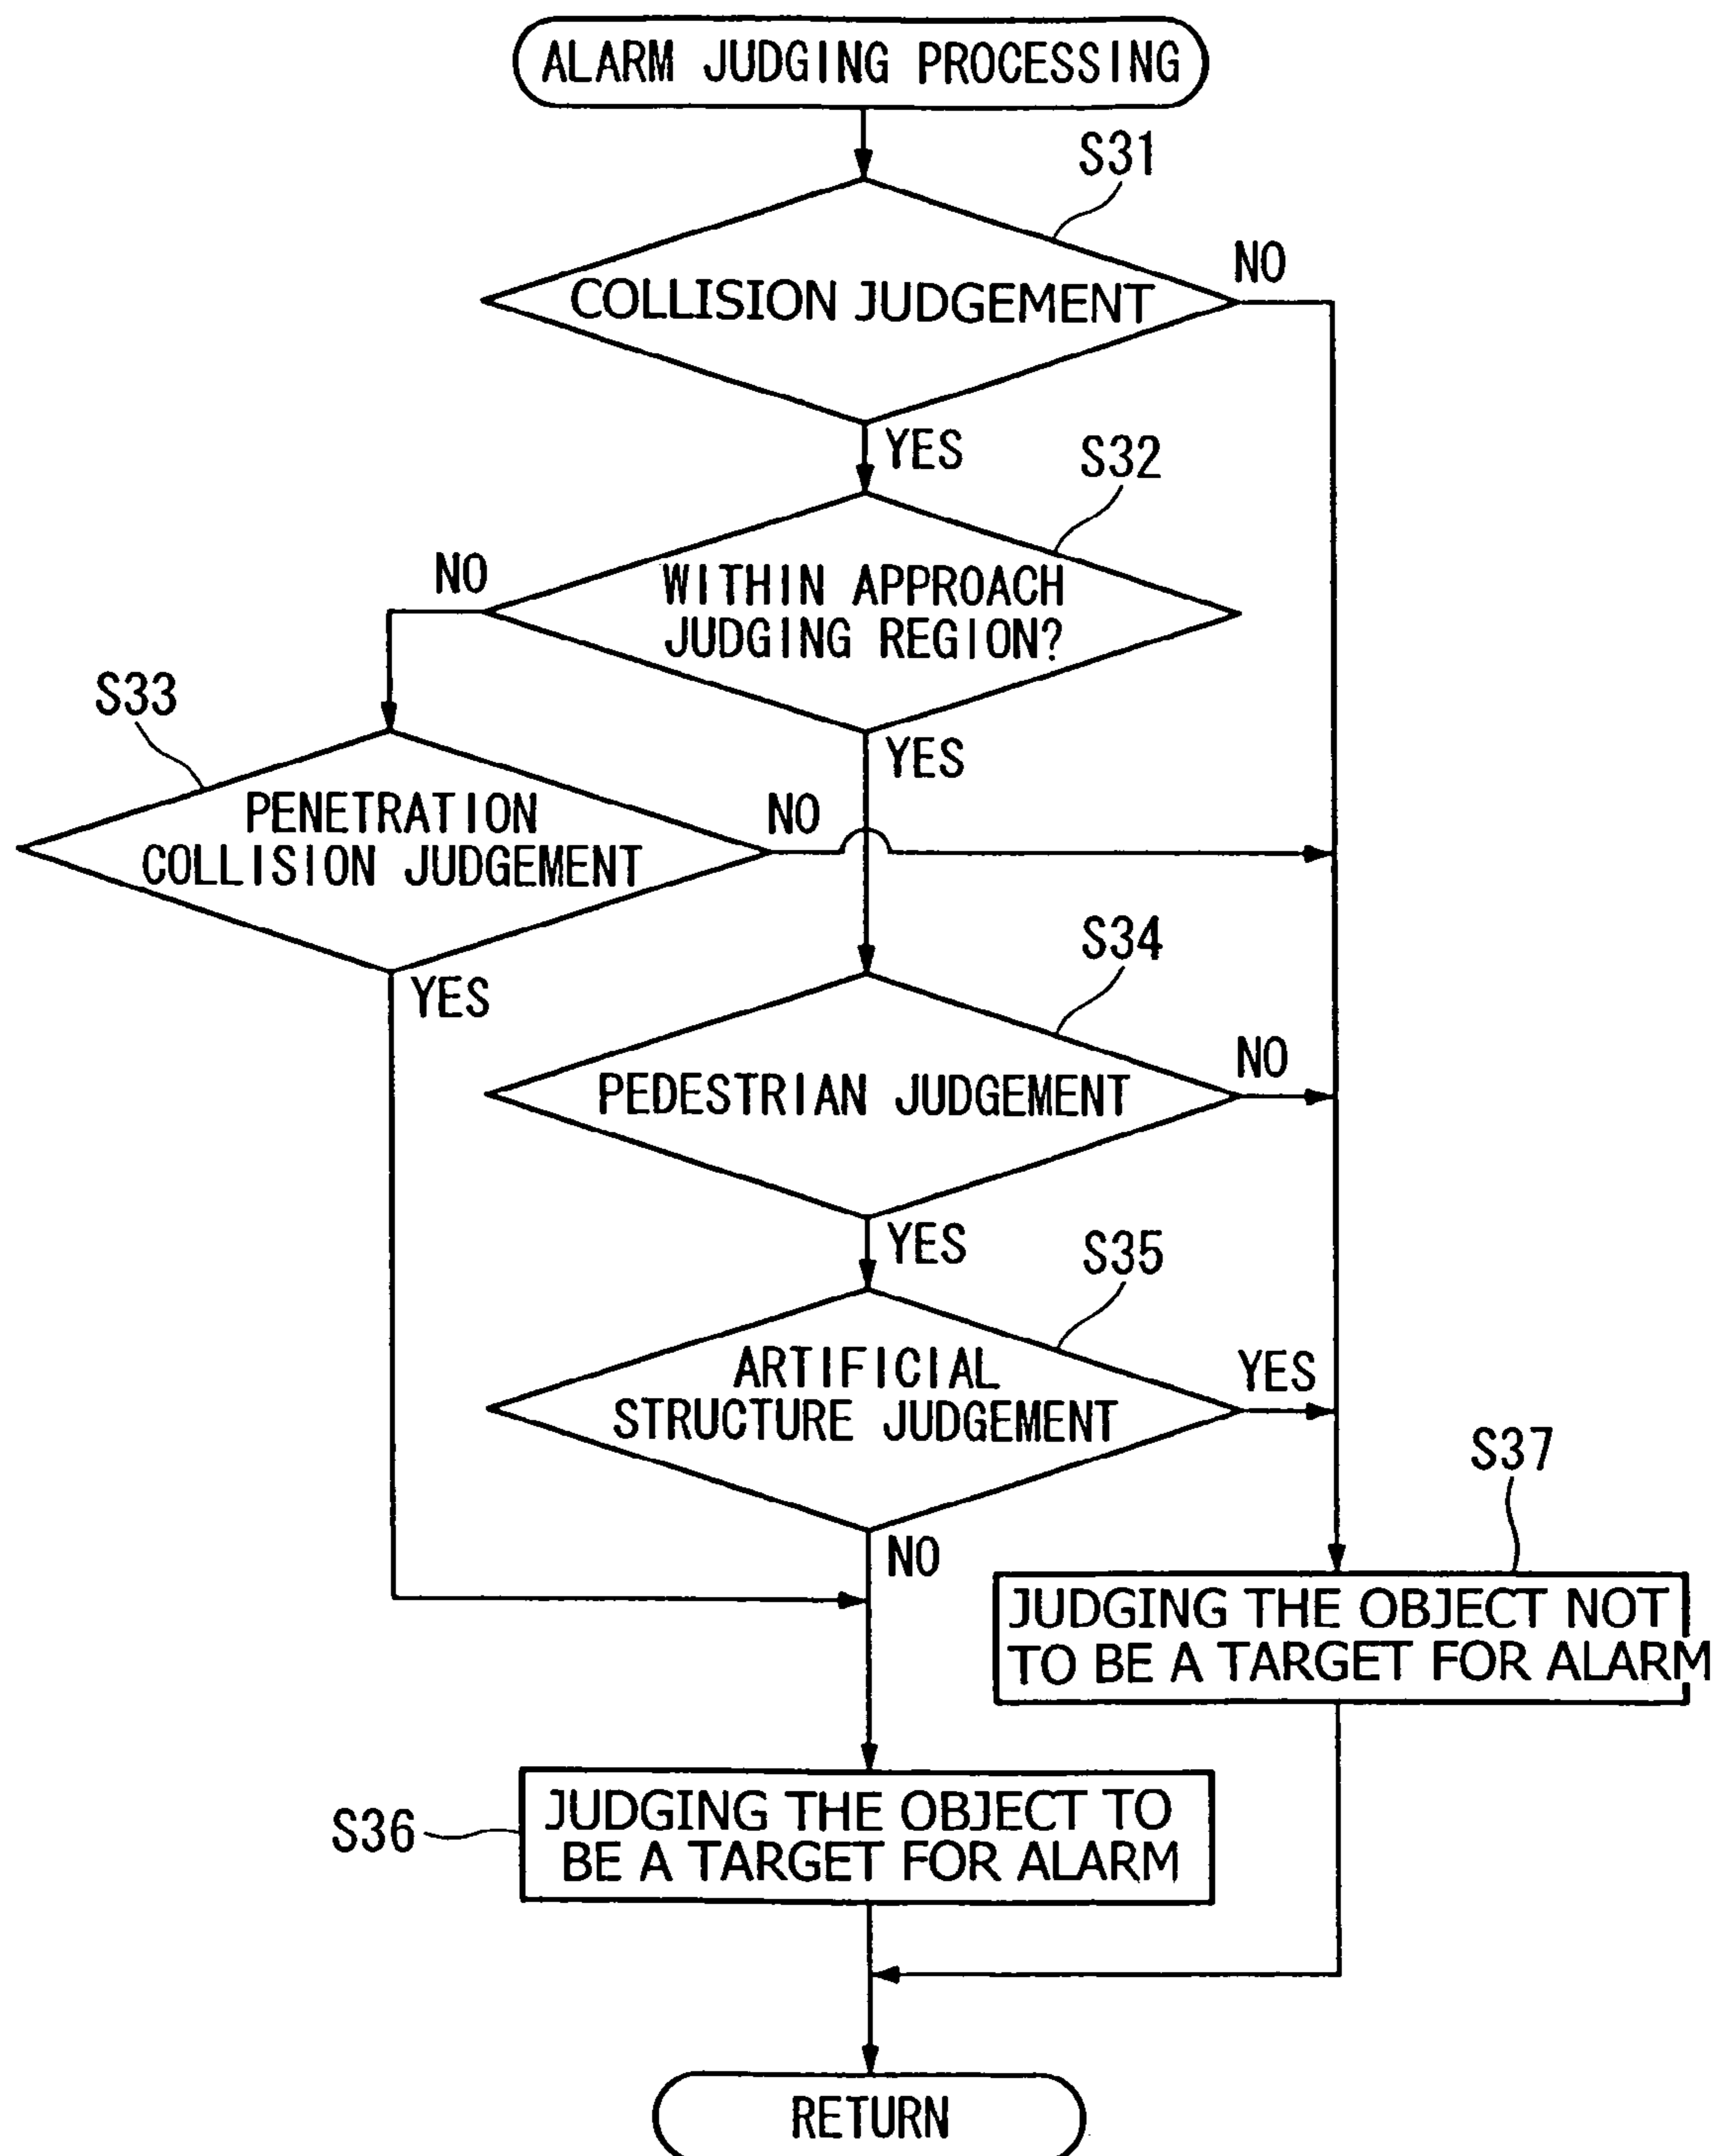 ALARM JUDGING PROCESSING
S31
COLLISION JUDGEMENT
NO
YES
S32
NO
WITHIN APPROACH
JUDGING REGION?
S33
YES
PENETRATION
COLLISION JUDGEMENT
NO
S34
YES
PEDESTRIAN JUDGEMENT
NO
YES
S35
ARTIFICIAL
STRUCTURE JUDGEMENT
YES
S37
NO
JUDGING THE OBJECT NOT
TO BE A TARGET FOR ALARM
S36
JUDGING THE OBJECT TO
BE A TARGET FOR ALARM
RETURN